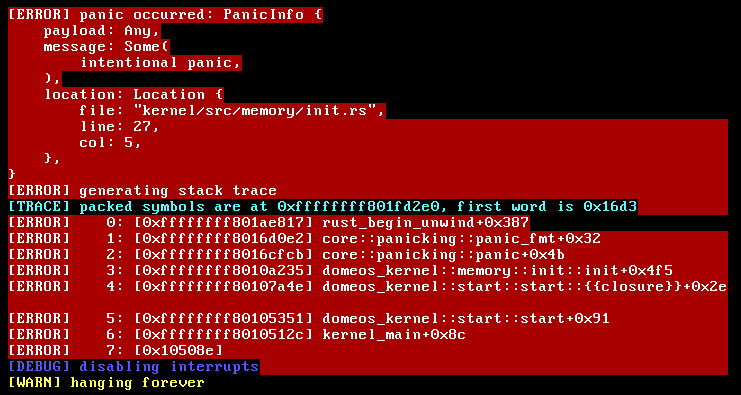 [ERROR] panic occurred: PanicInfo {
    payload: Any,
    message: Some(
        intentional panic,
    ),
    location: Location {
        file: "kernel/src/memory/init.rs",
        line: 27,
        col: 5,
    },
}
[ERROR] generating stack trace
[TRACE] packed symbols are at 0xffffffff801fd2e0, first word is 0x16d3
[ERROR]    0: [0xffffffff801ae817] rust_begin_unwind+0x387
[ERROR]    1: [0xffffffff8016d0e2] core::panicking::panic_fmt+0x32
[ERROR]    2: [0xffffffff8016cfcb] core::panicking::panic+0x4b
[ERROR]    3: [0xffffffff8010a235] domeos_kernel::memory::init::init+0x4f5
[ERROR]    4: [0xffffffff80107a4e] domeos_kernel::start::start::{{closure}}+0x2e
[ERROR]    5: [0xffffffff80105351] domeos_kernel::start::start+0x91
[ERROR]    6: [0xffffffff8010512c] kernel_main+0x8c
[ERROR]    7: [0x10508e]
[DEBUG] disabling interrupts
[WARN] hanging forever